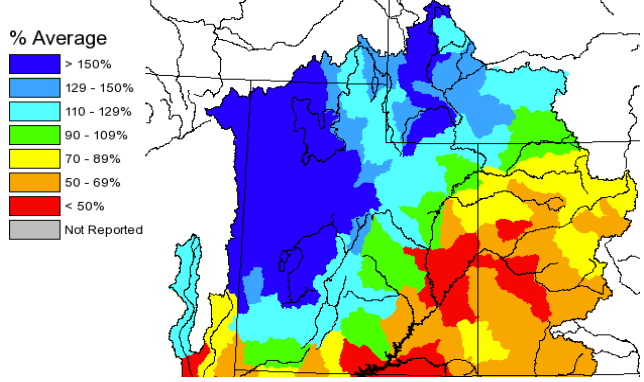 % Average
> 150%
129 - 150%
110 - 129%
90 - 109%
70 - 89%
50 - 69%
< 50%
Not Reported